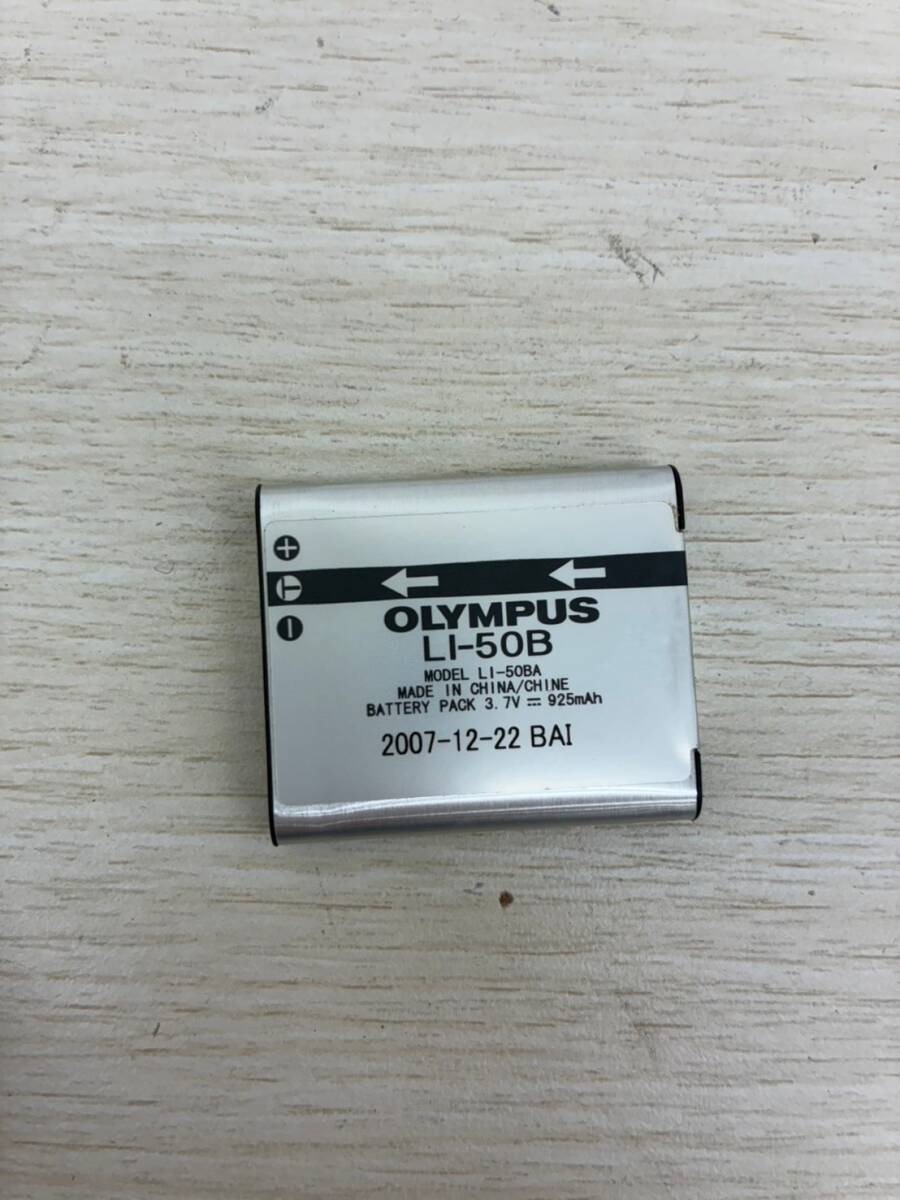 OLYMPUS
LI-50B
MODEL LI-50BA
MADE IN CHINA/CHINE
BATTERY PACK 3.7V ⎓ 925mAh
2007-12-22 BAI